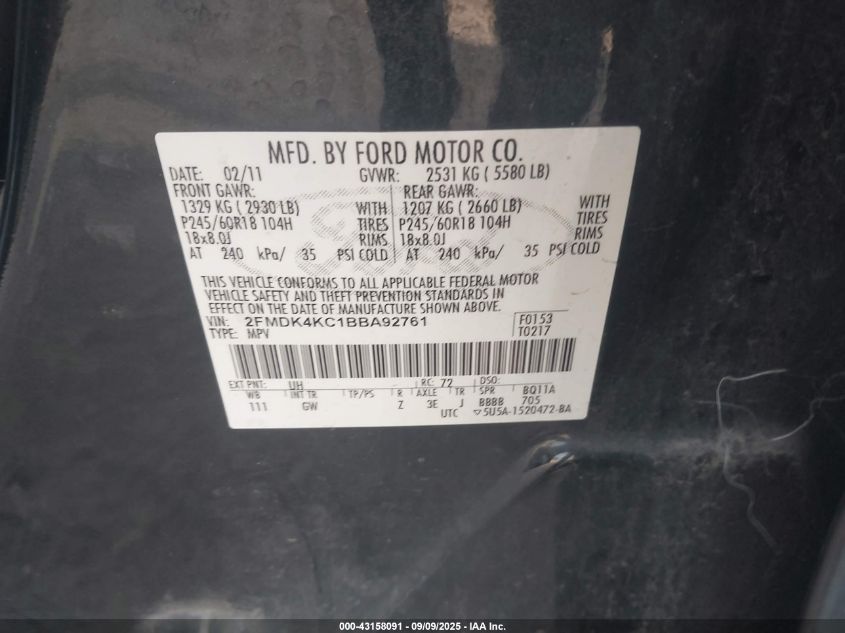 MFD. BY FORD MOTOR CO.
DATE: 02/11 GVWR: 2531 KG ( 5580 LB)
FRONT GAWR: REAR GAWR:
1329 KG ( 2930 LB) WITH 1207 KG ( 2660 LB) WITH
P245/60R18 104H TIRES P245/60R18 104H TIRES
18x8.0J RIMS 18x8.0J RIMS
AT 240 kPa/ 35 PSI COLD AT 240 kPa/ 35 PSI COLD
THIS VEHICLE CONFORMS TO ALL APPLICABLE FEDERAL MOTOR
VEHICLE SAFETY AND THEFT PREVENTION STANDARDS IN
EFFECT ON THE DATE OF MANUFACTURE SHOWN ABOVE.
VIN: 2FMDK4KC1BBA92761 F0153
TYPE: MPV T0217
EXT PNT: UH RC: 72 DSO:
WB INT TR TP/PS R AXLE TR SPR BQ11A
111 GW Z 3E J BBBB 705
UTC ▽5U5A-1520472-BA
000-43158091 - 09/09/2025 - IAA Inc.